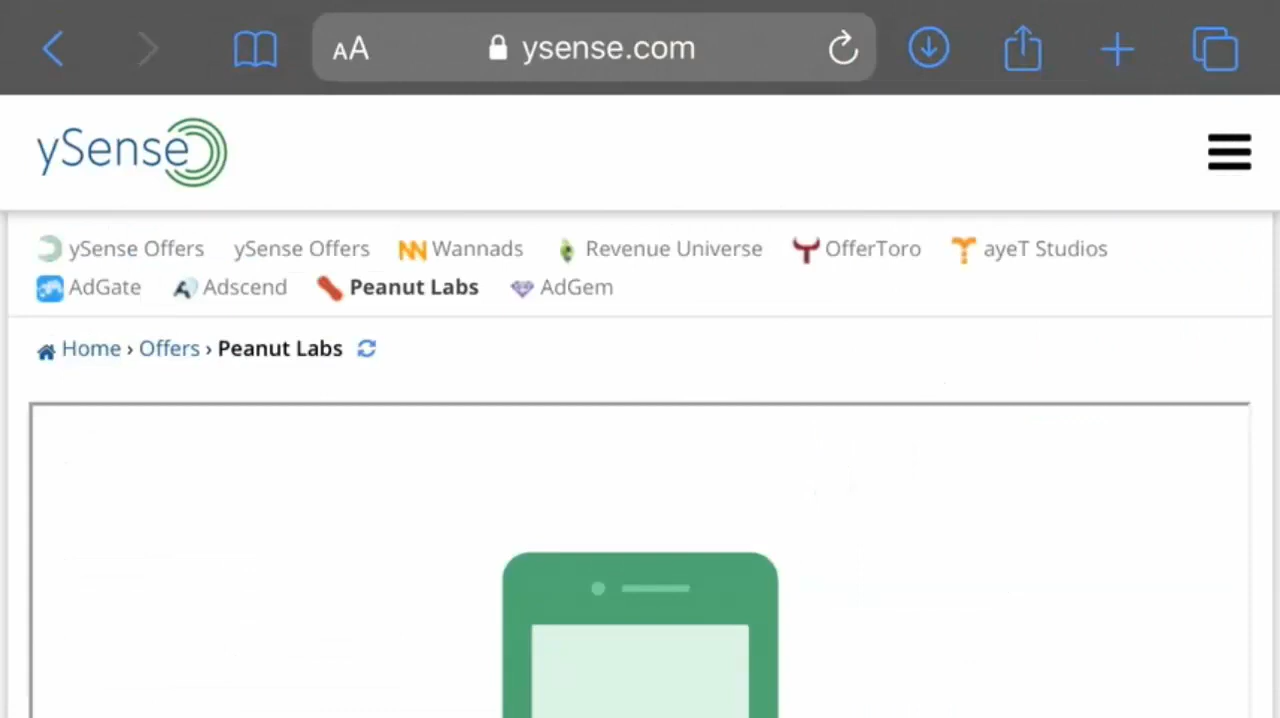 AA ysense.com
ySense
ySense Offers ySense Offers Wannads Revenue Universe OfferToro ayeT Studios
AdGate Adscend Peanut Labs AdGem
Home › Offers › Peanut Labs